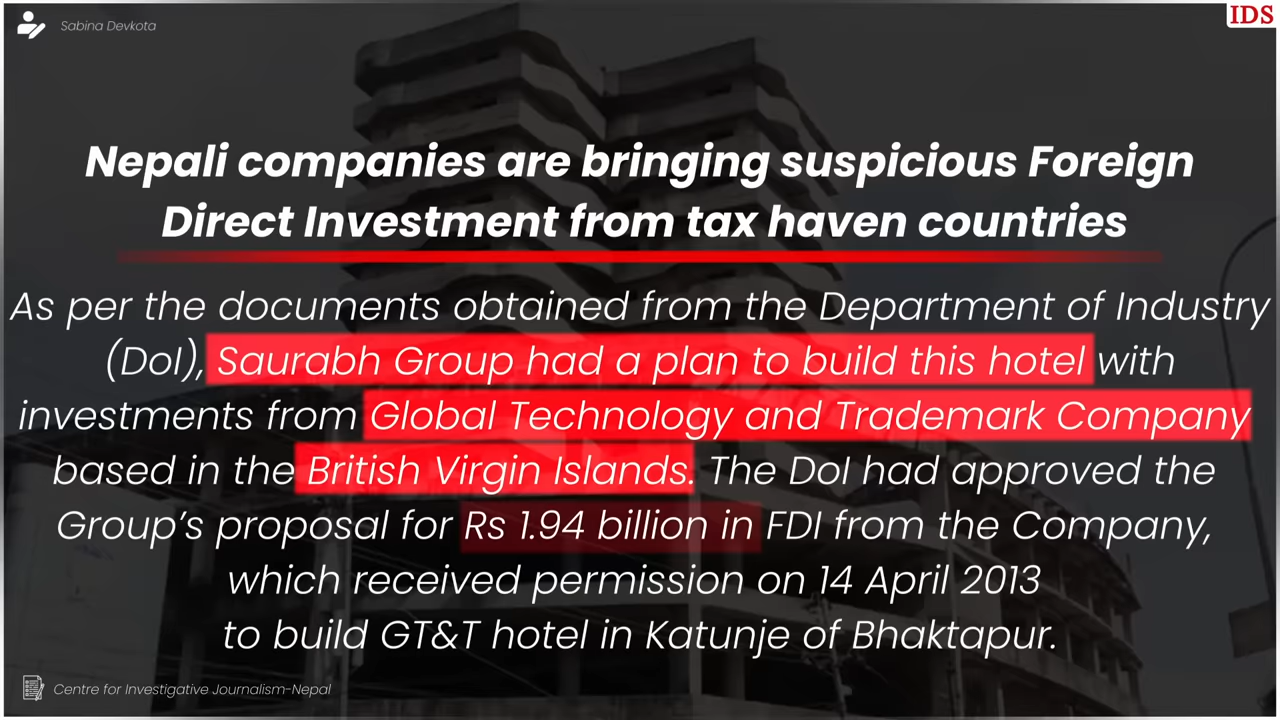 Sabina Devkota
IDS
Nepali companies are bringing suspicious Foreign
Direct Investment from tax haven countries
As per the documents obtained from the Department of Industry
(DoI), Saurabh Group had a plan to build this hotel with
investments from Global Technology and Trademark Company
based in the British Virgin Islands. The DoI had approved the
Group’s proposal for Rs 1.94 billion in FDI from the Company,
which received permission on 14 April 2013
to build GT&T hotel in Katunje of Bhaktapur.
Centre for Investigative Journalism-Nepal